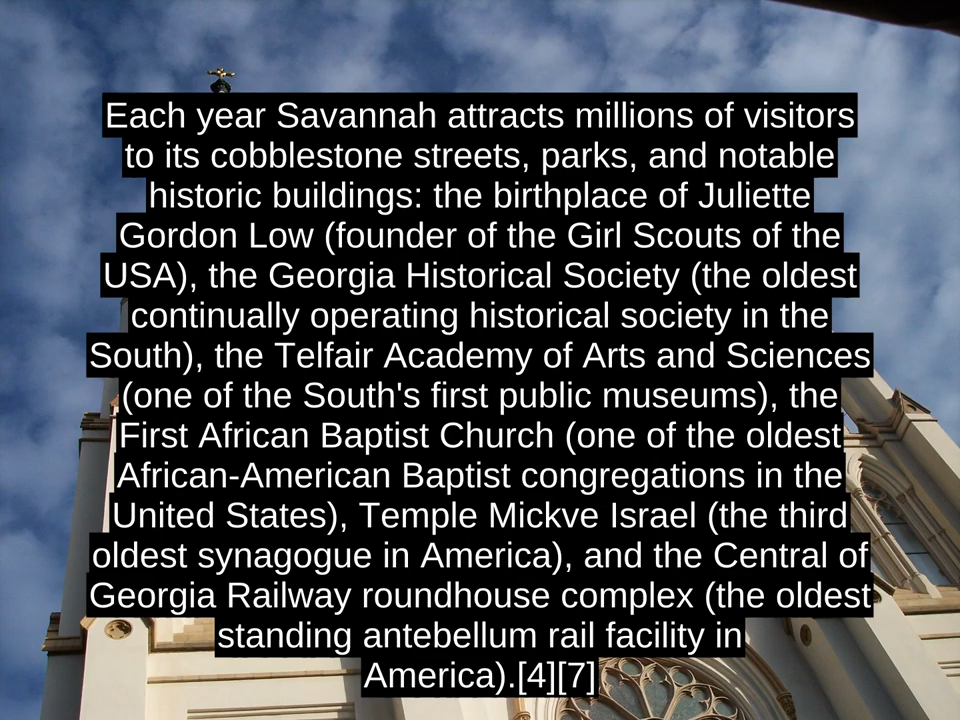 Each year Savannah attracts millions of visitors
to its cobblestone streets, parks, and notable
historic buildings: the birthplace of Juliette
Gordon Low (founder of the Girl Scouts of the
USA), the Georgia Historical Society (the oldest
continually operating historical society in the
South), the Telfair Academy of Arts and Sciences
(one of the South's first public museums), the
First African Baptist Church (one of the oldest
African-American Baptist congregations in the
United States), Temple Mickve Israel (the third
oldest synagogue in America), and the Central of
Georgia Railway roundhouse complex (the oldest
standing antebellum rail facility in
America).[4][7]